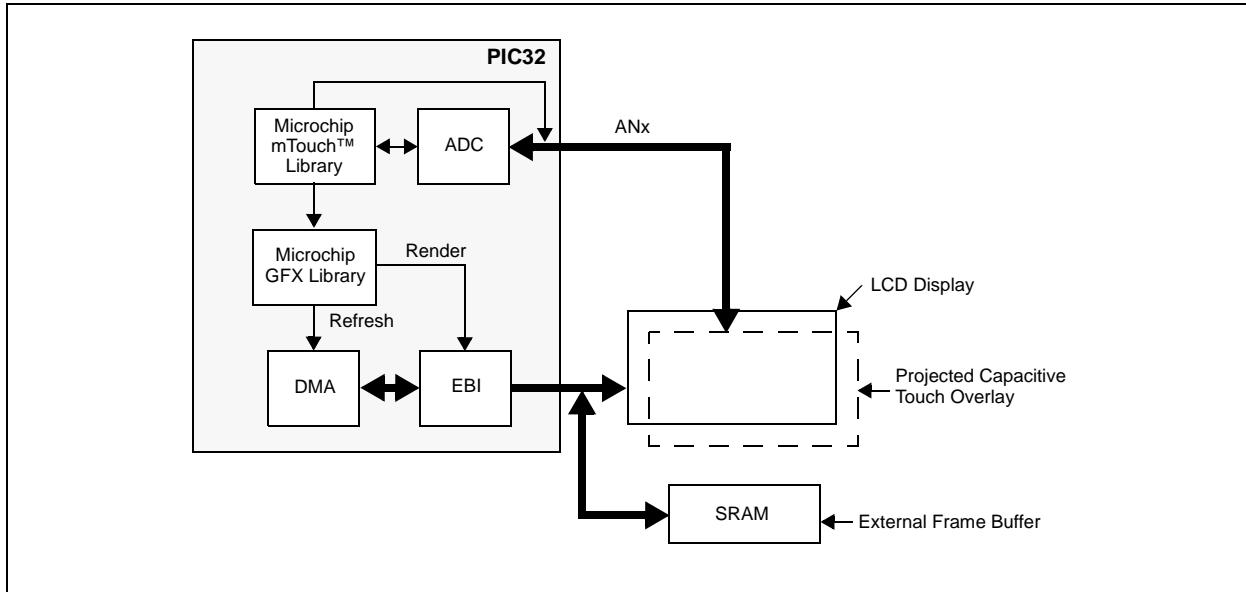 PIC32
Microchip
mTouch™
Library
ADC
ANx
Microchip
GFX Library
Render
Refresh
LCD Display
DMA
EBI
Projected Capacitive
Touch Overlay
SRAM
External Frame Buffer